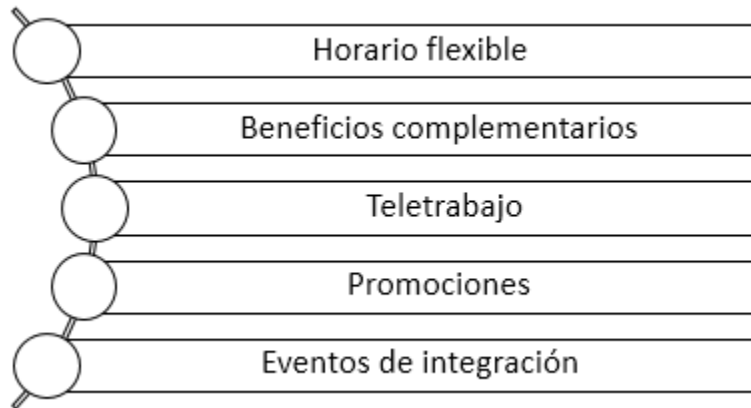 Horario flexible
Beneficios complementarios
Teletrabajo
Promociones
Eventos de integración